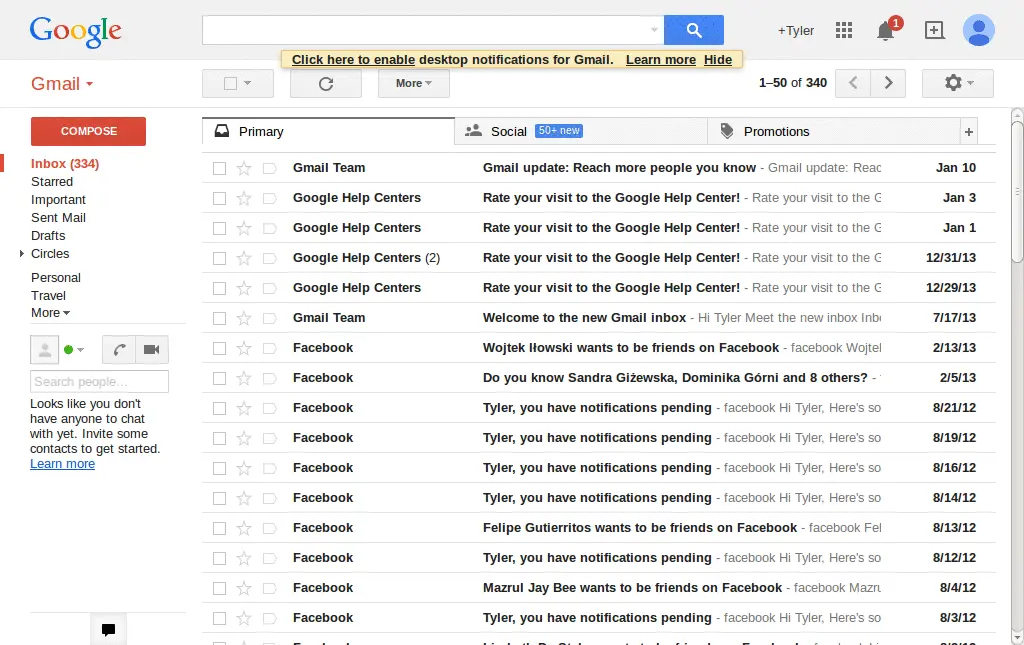 Google
+Tyler
1
Click here to enable desktop notifications for Gmail. Learn more Hide
Gmail
More
1–50 of 340
COMPOSE
Inbox (334)
Starred
Important
Sent Mail
Drafts
Circles
Personal
Travel
More
Search people...
Looks like you don't
have anyone to chat
with yet. Invite some
contacts to get started.
Learn more
Primary
Social 50+ new
Promotions
+
Gmail Team Gmail update: Reach more people you know - Gmail update: Reac Jan 10
Google Help Centers Rate your visit to the Google Help Center! - Rate your visit to the G Jan 3
Google Help Centers Rate your visit to the Google Help Center! - Rate your visit to the G Jan 1
Google Help Centers (2) Rate your visit to the Google Help Center! - Rate your visit to the G 12/31/13
Google Help Centers Rate your visit to the Google Help Center! - Rate your visit to the G 12/29/13
Gmail Team Welcome to the new Gmail inbox - Hi Tyler Meet the new inbox Inbo 7/17/13
Facebook Wojtek Iłowski wants to be friends on Facebook - facebook Wojtel 2/13/13
Facebook Do you know Sandra Giżewska, Dominika Górni and 8 others? - 2/5/13
Facebook Tyler, you have notifications pending - facebook Hi Tyler, Here's so 8/21/12
Facebook Tyler, you have notifications pending - facebook Hi Tyler, Here's so 8/19/12
Facebook Tyler, you have notifications pending - facebook Hi Tyler, Here's so 8/16/12
Facebook Tyler, you have notifications pending - facebook Hi Tyler, Here's so 8/14/12
Facebook Felipe Gutierritos wants to be friends on Facebook - facebook Fel 8/13/12
Facebook Tyler, you have notifications pending - facebook Hi Tyler, Here's so 8/12/12
Facebook Mazrul Jay Bee wants to be friends on Facebook - facebook Mazru 8/4/12
Facebook Tyler, you have notifications pending - facebook Hi Tyler, Here's so 8/3/12